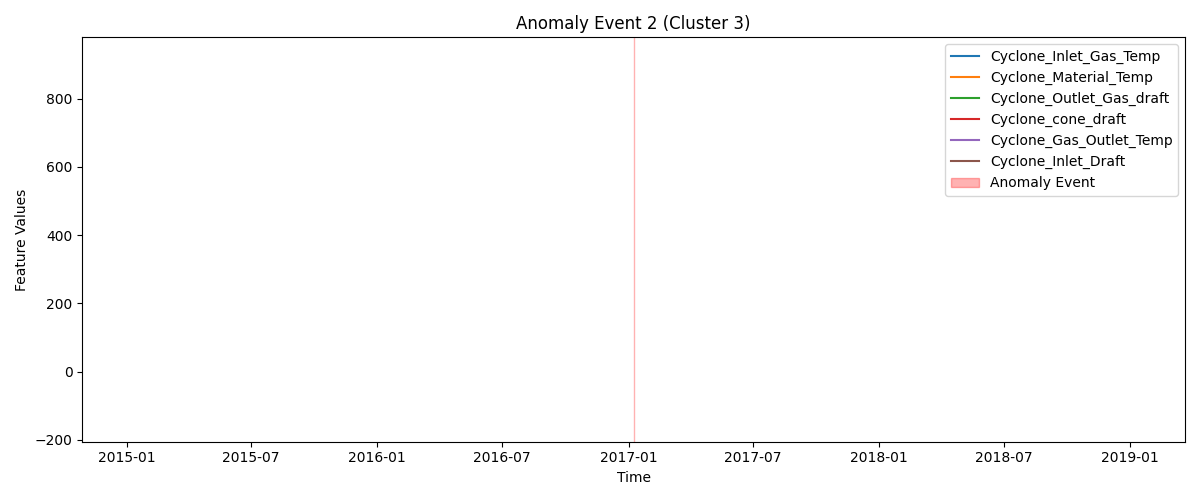 Anomaly Event 2 (Cluster 3)
Cyclone_Inlet_Gas_Temp
Cyclone_Material_Temp
Cyclone_Outlet_Gas_draft
Cyclone_cone_draft
Cyclone_Gas_Outlet_Temp
Cyclone_Inlet_Draft
Anomaly Event
Feature Values
800
600
400
200
0
−200
2015-01 2015-07 2016-01 2016-07 2017-01 2017-07 2018-01 2018-07 2019-01
Time